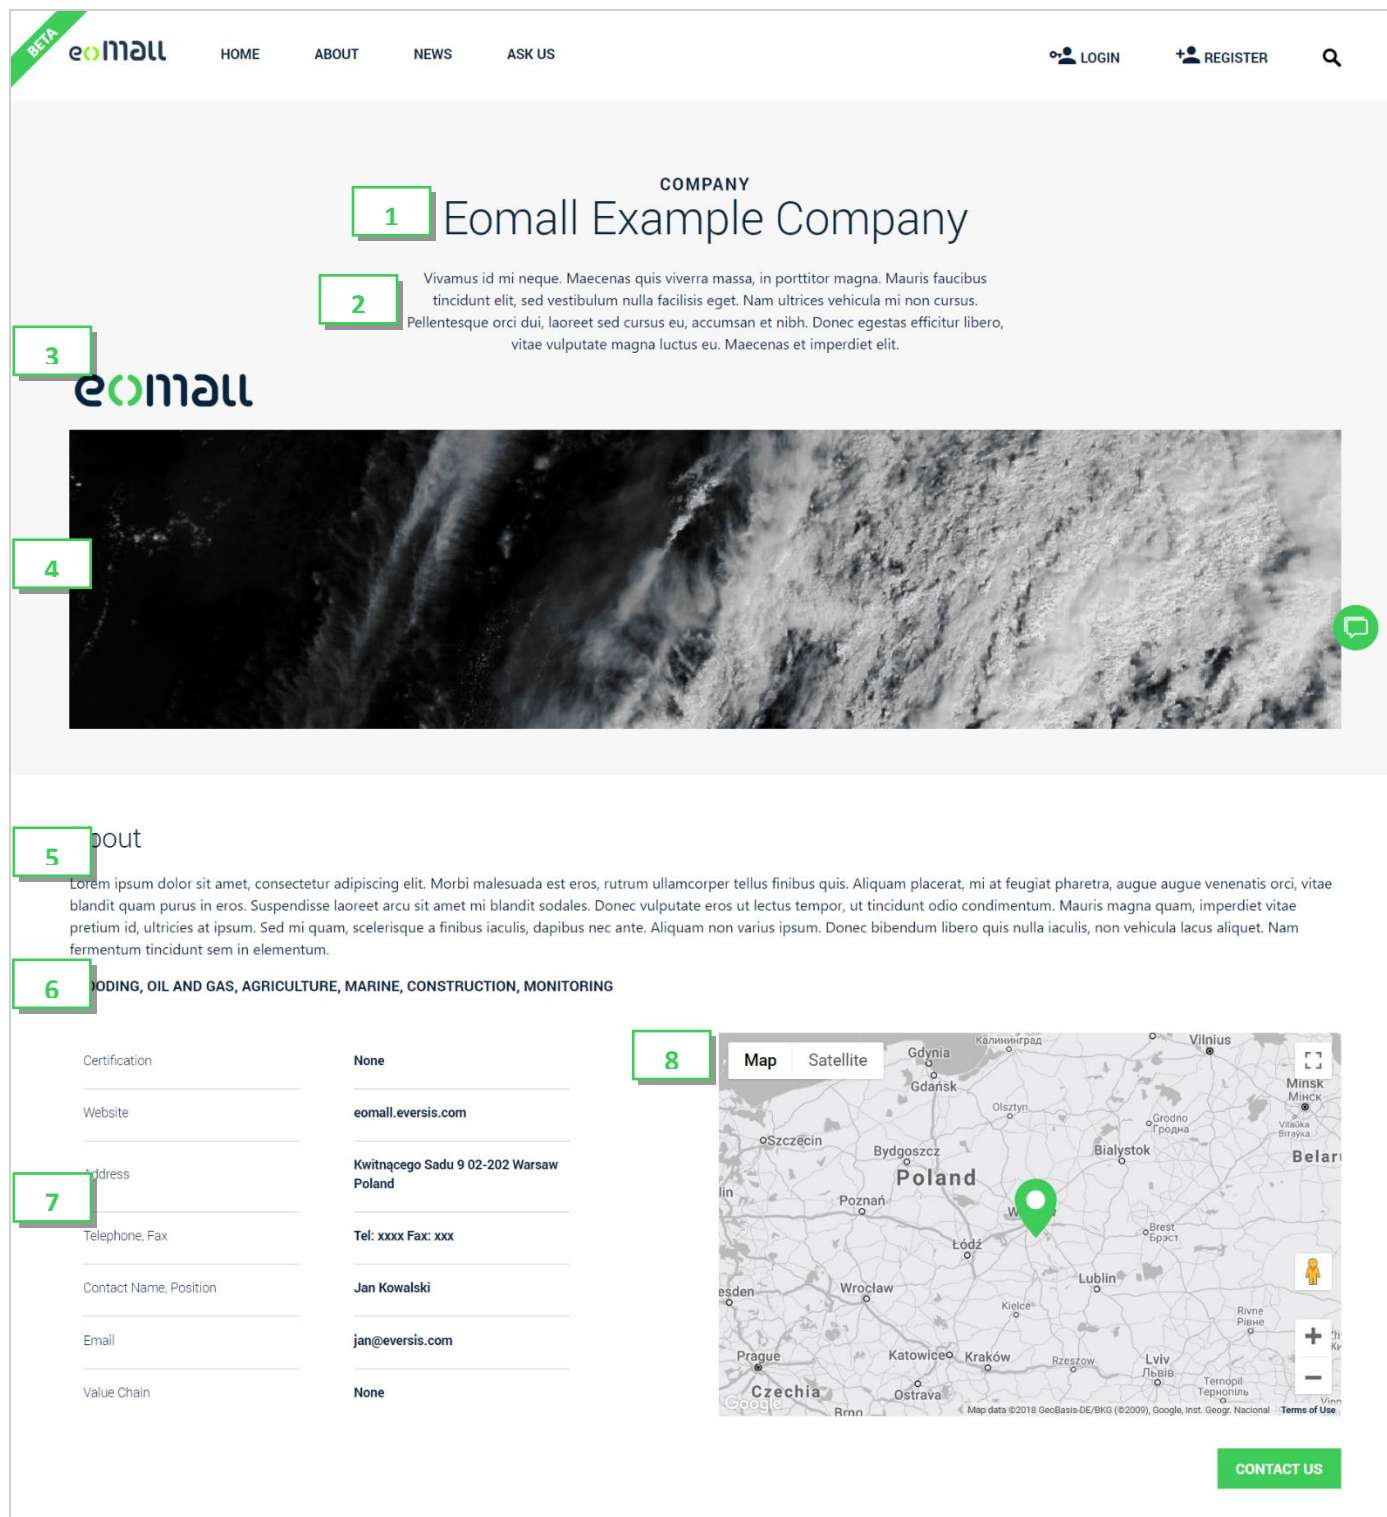 BETA
eomall
HOME
ABOUT
NEWS
ASK US
LOGIN
REGISTER
COMPANY
1
Eomall Example Company
2
Vivamus id mi neque. Maecenas quis viverra massa, in porttitor magna. Mauris faucibus
tincidunt elit, sed vestibulum nulla facilisis eget. Nam ultrices vehicula mi non cursus.
Pellentesque orci dui, laoreet sed cursus eu, accumsan et nibh. Donec egestas efficitur libero,
vitae vulputate magna luctus eu. Maecenas et imperdiet elit.
3
eomall
4
5
bout
Lorem ipsum dolor sit amet, consectetur adipiscing elit. Morbi malesuada est eros, rutrum ullamcorper tellus finibus quis. Aliquam placerat, mi at feugiat pharetra, augue augue venenatis orci, vitae
blandit quam purus in eros. Suspendisse laoreet arcu sit amet mi blandit sodales. Donec vulputate eros ut lectus tempor, ut tincidunt odio condimentum. Mauris magna quam, imperdiet vitae
pretium id, ultricies at ipsum. Sed mi quam, scelerisque a finibus iaculis, dapibus nec ante. Aliquam non varius ipsum. Donec bibendum libero quis nulla iaculis, non vehicula lacus aliquet. Nam
fermentum tincidunt sem in elementum.
6
OODING, OIL AND GAS, AGRICULTURE, MARINE, CONSTRUCTION, MONITORING
Certification
None
Website
eomall.eversis.com
7
Address
Kwitnącego Sadu 9 02-202 Warsaw
Poland
Telephone, Fax
Tel: xxxx Fax: xxx
Contact Name, Position
Jan Kowalski
Email
jan@eversis.com
Value Chain
None
8
Map
Satellite
Калининград
Vilnius
Gdynia
Gdańsk
Minsk
Мінск
Olsztyn
Grodno
Гродна
Vitaŭka
Szczecin
Bydgoszcz
Bialystok
Belar
Poland
lin
Poznań
W
Brest
Брэст
Łódź
Lublin
esden
Wrocław
Kielce
Rivne
Рівне
Prague
Katowice
Kraków
Rzeszow
Lviv
Львів
Ternopil
Тернопіль
Czechia
Ostrava
Brno
Vinn
Google
Map data ©2018 GeoBasis-DE/BKG (©2009), Google, Inst. Geogr. Nacional
Terms of Use
CONTACT US